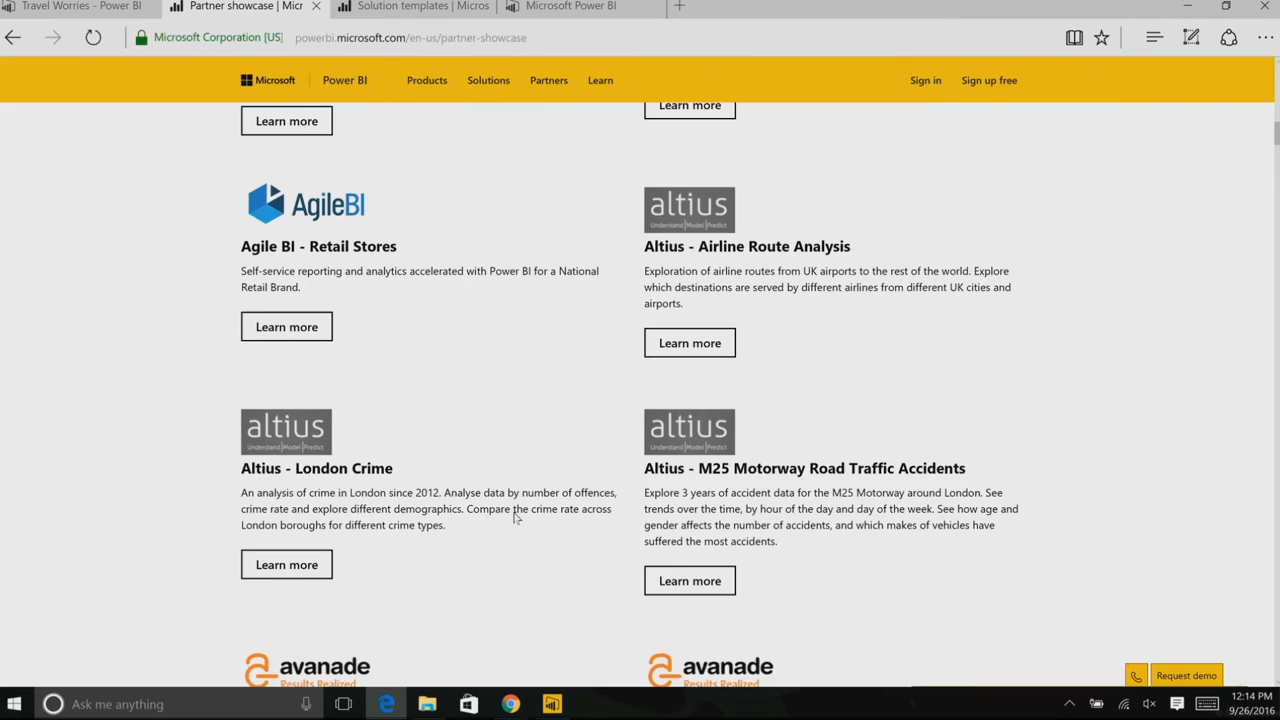 Travel Worries - Power BI
Partner showcase | Micr
Solution templates | Micros
Microsoft Power BI
Microsoft Corporation [US]
powerbi.microsoft.com/en-us/partner-showcase
Microsoft
Power BI
Products
Solutions
Partners
Learn
Sign in
Sign up free
Learn more
Learn more
AgileBI
altius
Understand|Model|Predict
Agile BI - Retail Stores
Altius - Airline Route Analysis
Self-service reporting and analytics accelerated with Power BI for a National
Retail Brand.
Exploration of airline routes from UK airports to the rest of the world. Explore
which destinations are served by different airlines from different UK cities and
airports.
Learn more
Learn more
altius
Understand|Model|Predict
altius
Understand|Model|Predict
Altius - London Crime
Altius - M25 Motorway Road Traffic Accidents
An analysis of crime in London since 2012. Analyse data by number of offences,
crime rate and explore different demographics. Compare the crime rate across
London boroughs for different crime types.
Explore 3 years of accident data for the M25 Motorway around London. See
trends over the time, by hour of the day and day of the week. See how age and
gender affects the number of accidents, and which makes of vehicles have
suffered the most accidents.
Learn more
Learn more
avanade
Results Realized
avanade
Results Realized
Request demo
Ask me anything
12:14 PM
9/26/2016